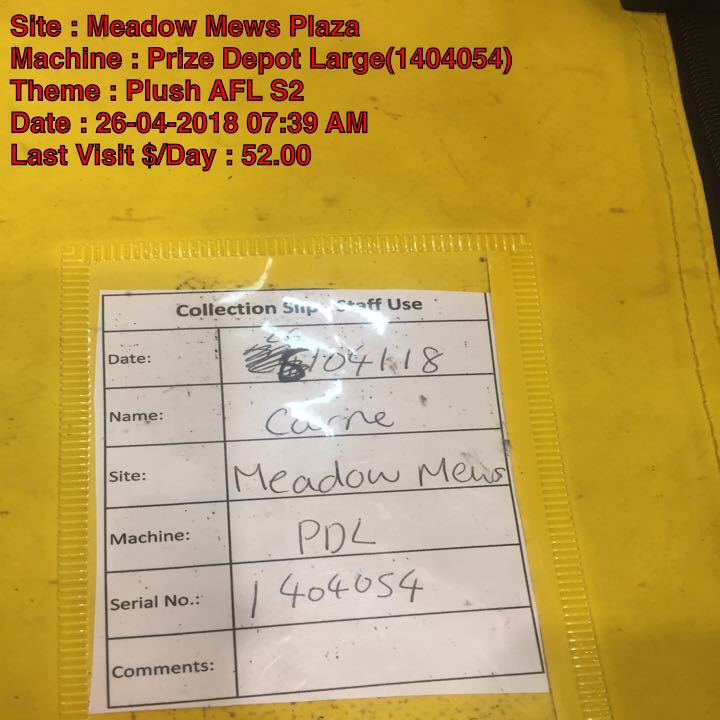 Site : Meadow Mews Plaza
Machine : Prize Depot Large(1404054)
Theme : Plush AFL S2
Date : 26-04-2018 07:39 AM
Last Visit $/Day : 52.00
Collection Slip - Staff Use
Date: 26/04/18
Name:
Site: Meadow Mews
Machine: PDL
Serial No.: 1404054
Comments: